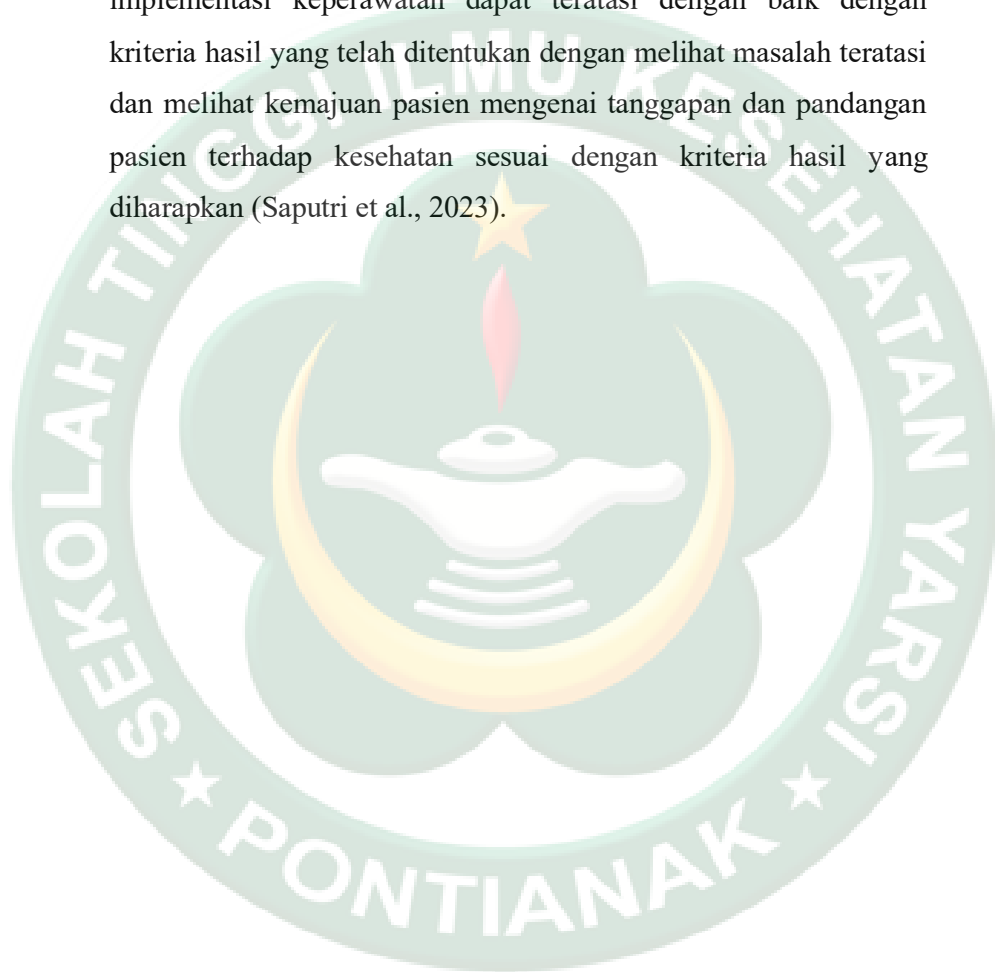 implementasi keperawatan dapat teratasi dengan baik dengan
kriteria hasil yang telah ditentukan dengan melihat masalah teratasi
dan melihat kemajuan pasien mengenai tanggapan dan pandangan
pasien terhadap kesehatan sesuai dengan kriteria hasil yang
diharapkan (Saputri et al., 2023).
SEKOLAH TINGGI ILMU KESEHATAN YARSI
PONTIANAK